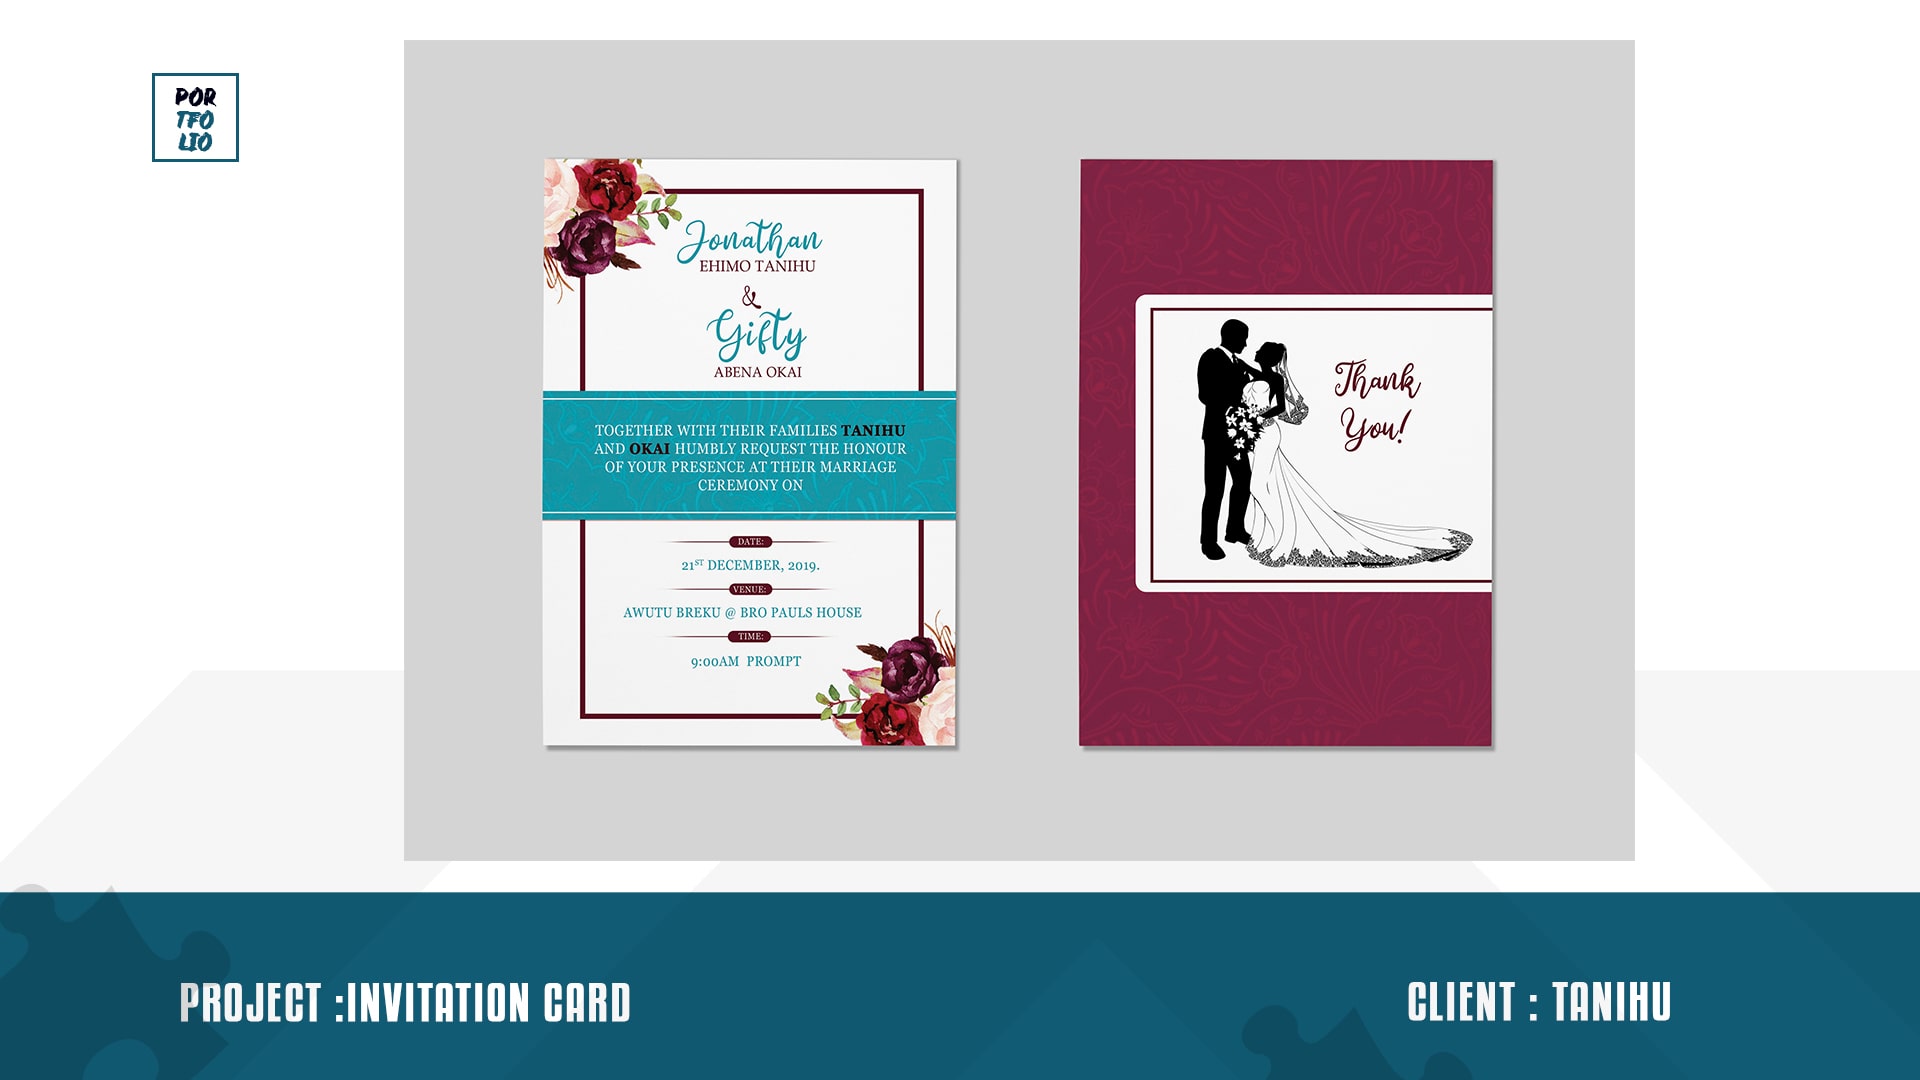 POR
TFO
LIO
Jonathan
EHIMO TANIHU
&
Gifty
ABENA OKAI
TOGETHER WITH THEIR FAMILIES TANIHU
AND OKAI HUMBLY REQUEST THE HONOUR
OF YOUR PRESENCE AT THEIR MARRIAGE
CEREMONY ON
DATE:
21ST DECEMBER, 2019.
VENUE:
AWUTU BREKU @ BRO PAULS HOUSE
TIME:
9:00AM PROMPT
Thank
You!
PROJECT :INVITATION CARD
CLIENT : TANIHU